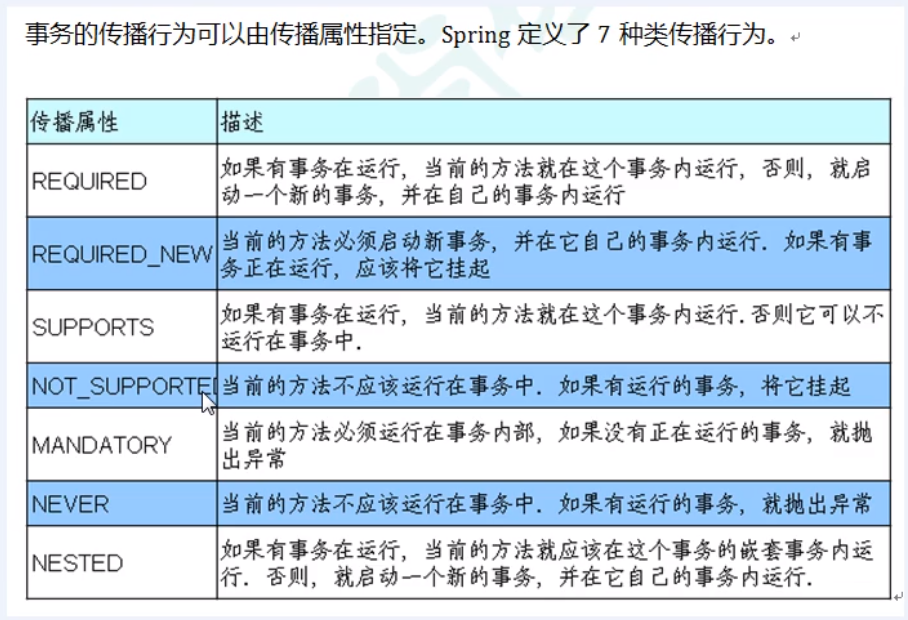 事务的传播行为可以由传播属性指定。Spring 定义了 7 种类传播行为。
传播属性
描述
REQUIRED
如果有事务在运行，当前的方法就在这个事务内运行，否则，就启
动一个新的事务，并在自己的事务内运行
REQUIRED_NEW
当前的方法必须启动新事务，并在它自己的事务内运行. 如果有事
务正在运行，应该将它挂起
SUPPORTS
如果有事务在运行，当前的方法就在这个事务内运行.否则它可以不
运行在事务中.
NOT_SUPPORTED
当前的方法不应该运行在事务中. 如果有运行的事务，将它挂起
MANDATORY
当前的方法必须运行在事务内部，如果没有正在运行的事务，就抛
出异常
NEVER
当前的方法不应该运行在事务中. 如果有运行的事务，就抛出异常
NESTED
如果有事务在运行，当前的方法就应该在这个事务的嵌套事务内运
行. 否则，就启动一个新的事务，并在它自己的事务内运行.